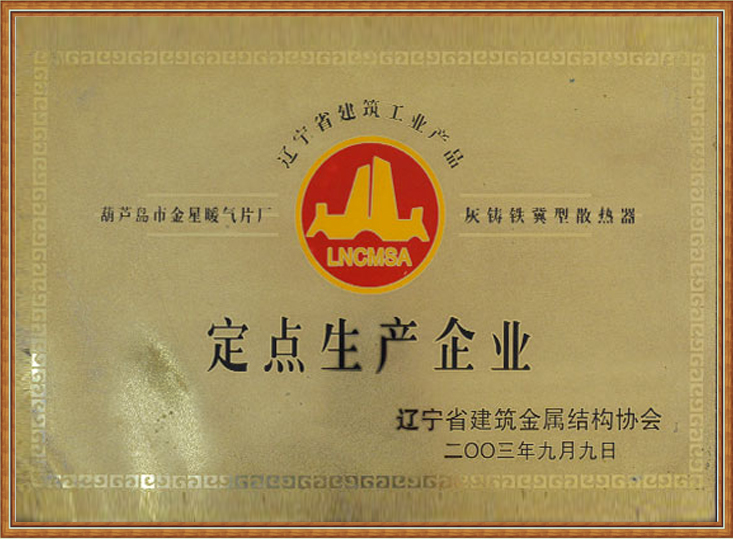 辽宁省建筑工业产品
葫芦岛市金星暖气片厂
灰铸铁冀型散热器
LNCMSA
定点生产企业
辽宁省建筑金属结构协会
二OO三年九月九日